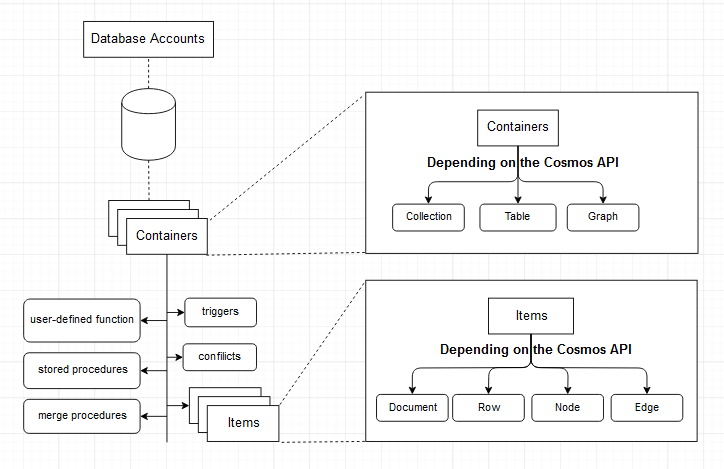 Database Accounts
Containers
user-defined function
triggers
stored procedures
confilicts
merge procedures
Items
Containers
Depending on the Cosmos API
Collection
Table
Graph
Items
Depending on the Cosmos API
Document
Row
Node
Edge